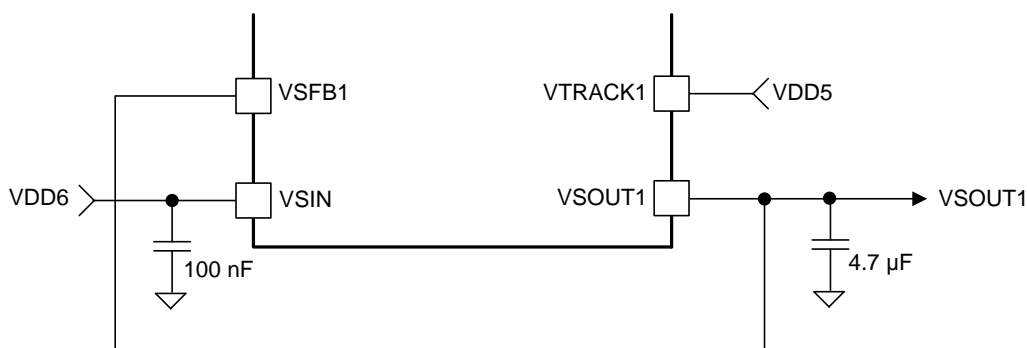 VSFB1
VTRACK1
VDD5
VDD6
VSIN
VSOUT1
VSOUT1
100 nF
4.7 µF